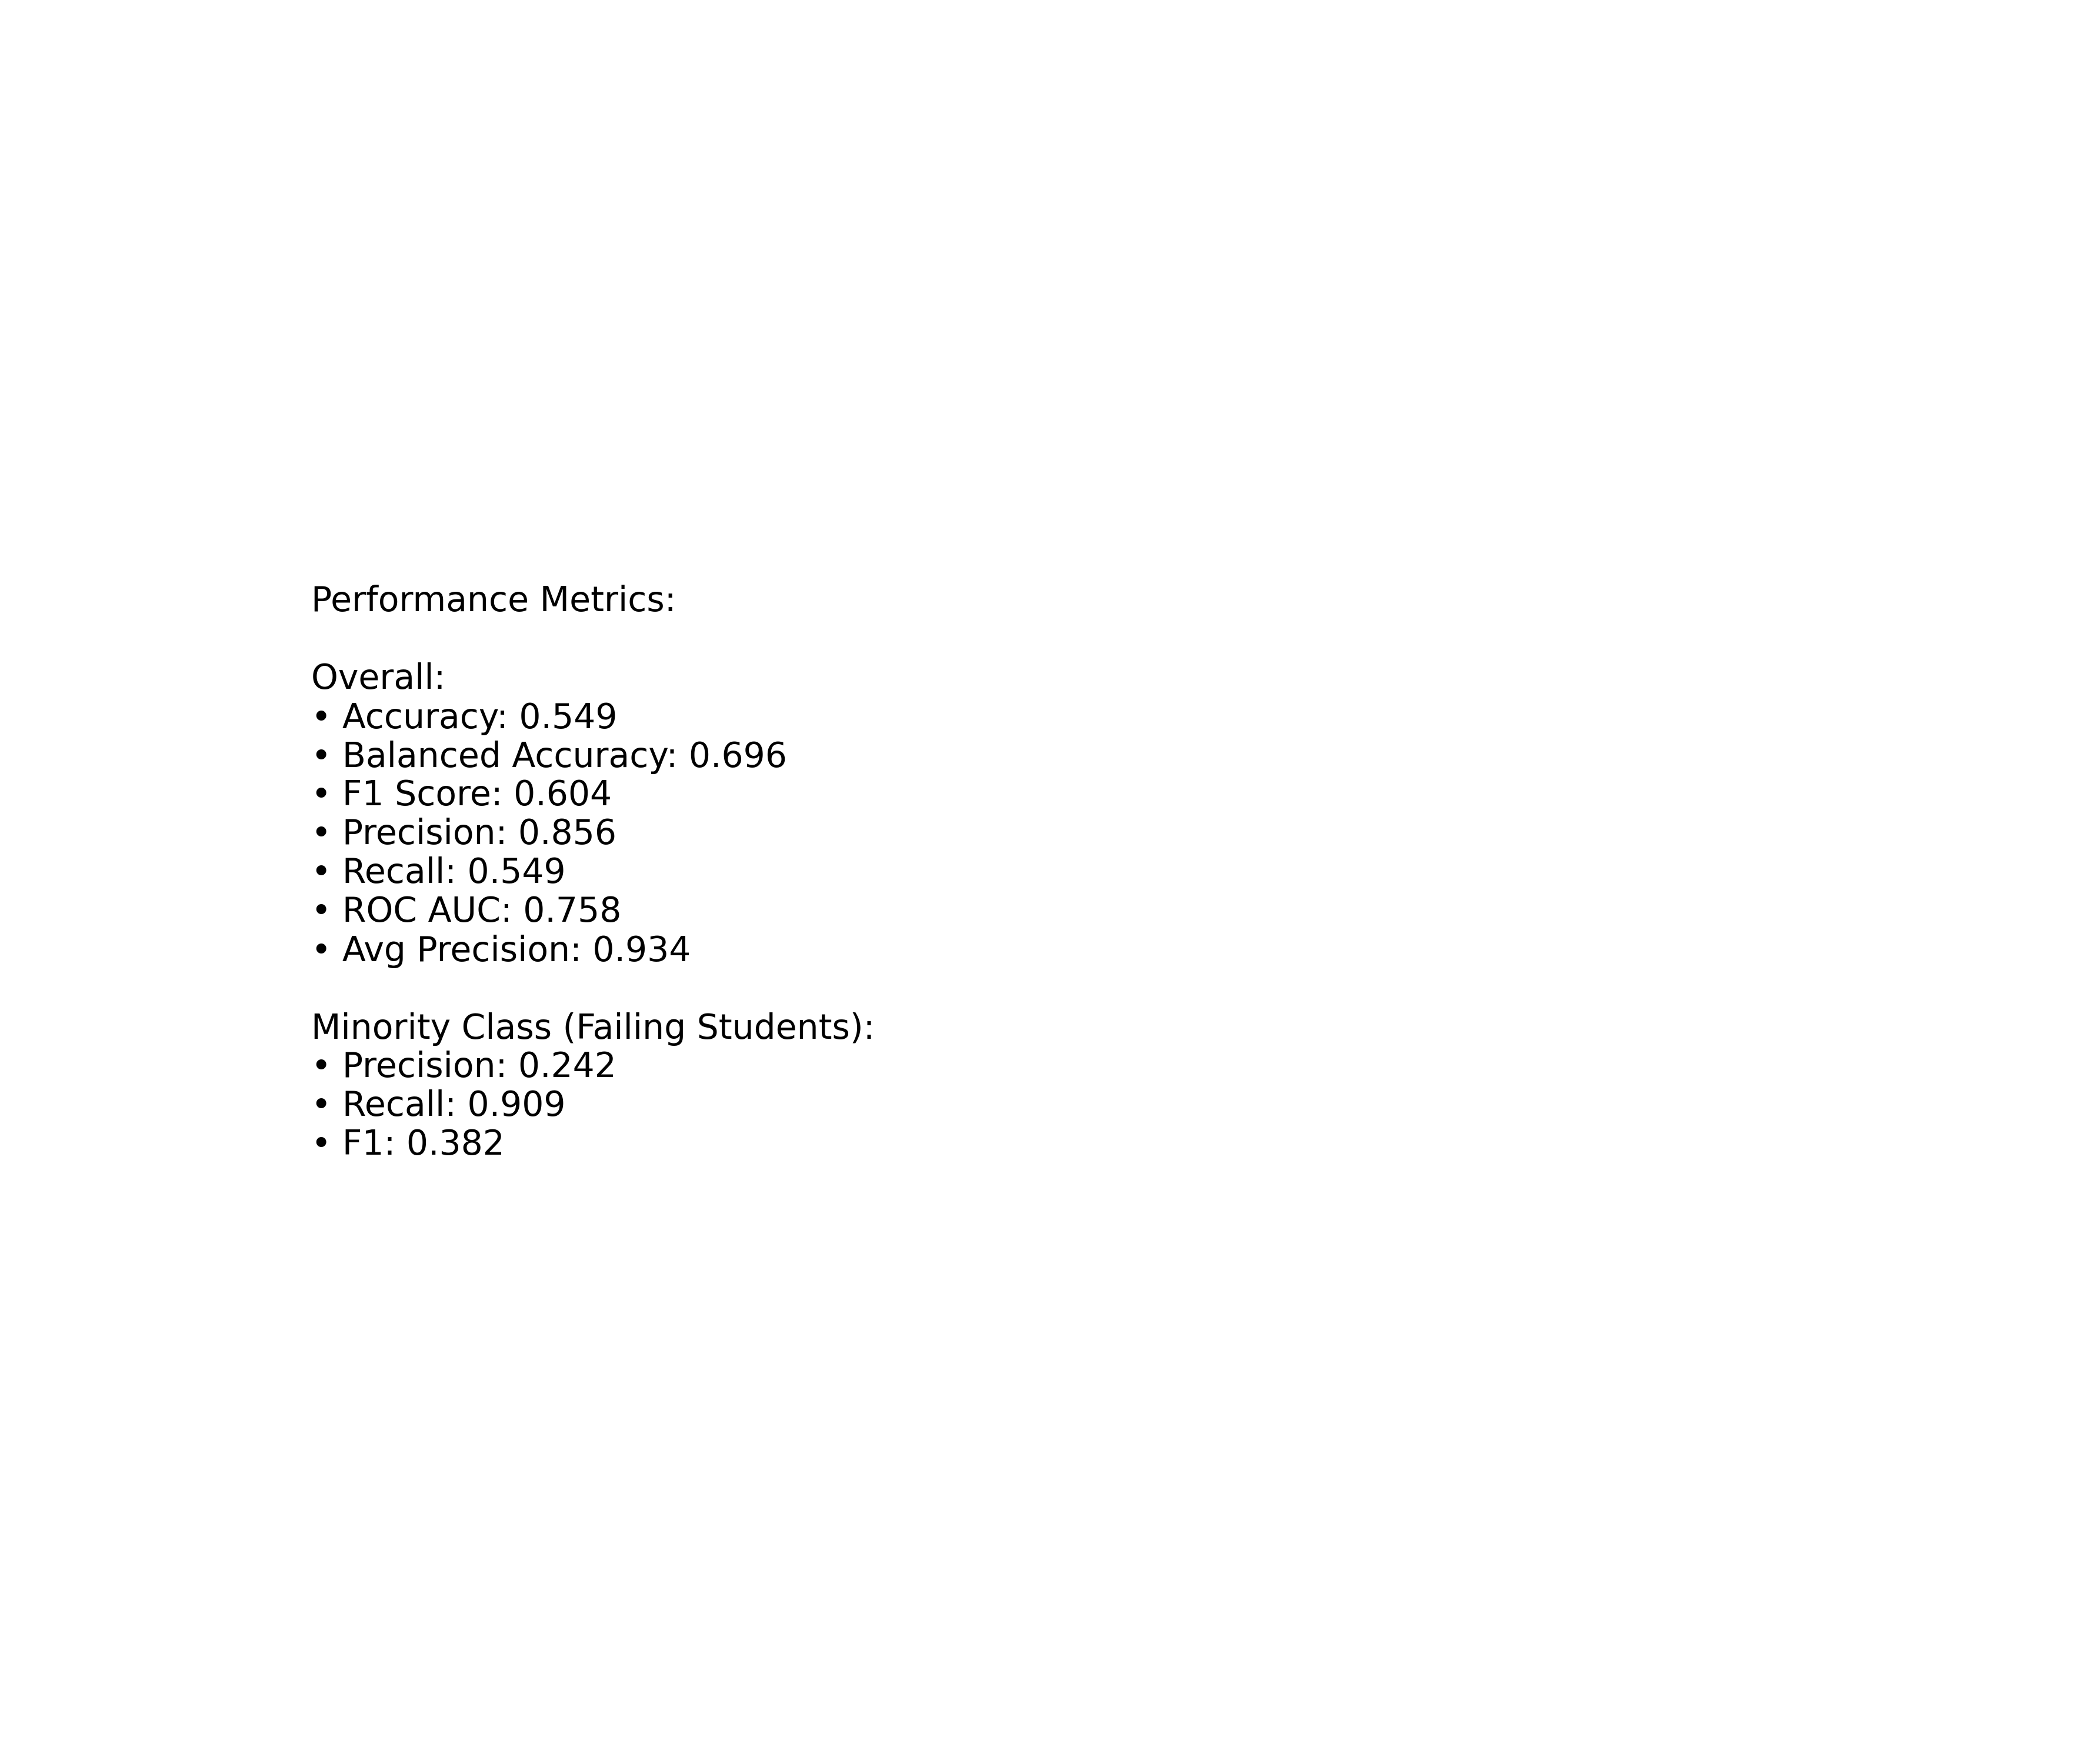 Performance Metrics:
Overall:
• Accuracy: 0.549
• Balanced Accuracy: 0.696
• F1 Score: 0.604
• Precision: 0.856
• Recall: 0.549
• ROC AUC: 0.758
• Avg Precision: 0.934
Minority Class (Failing Students):
• Precision: 0.242
• Recall: 0.909
• F1: 0.382